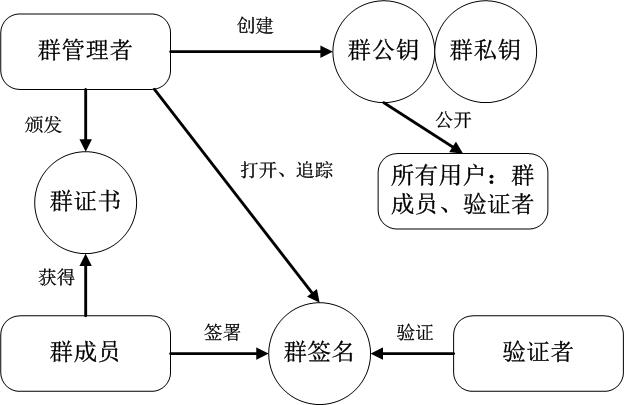 创建
群管理者
群公钥
群私钥
颁发
公开
打开、追踪
所有用户：群
成员、验证者
群证书
获得
签署
验证
群成员
群签名
验证者